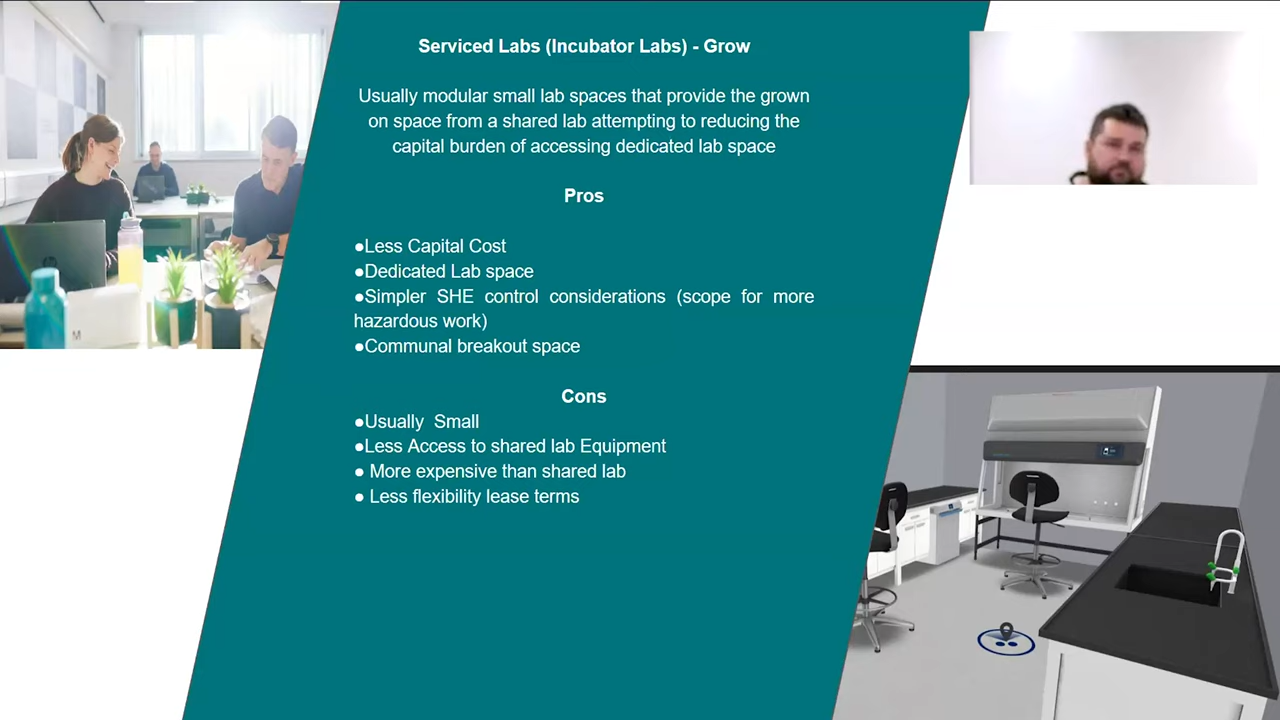 Serviced Labs (Incubator Labs) - Grow
Usually modular small lab spaces that provide the grown
on space from a shared lab attempting to reducing the
capital burden of accessing dedicated lab space
Pros
●Less Capital Cost
●Dedicated Lab space
●Simpler SHE control considerations (scope for more
hazardous work)
●Communal breakout space
Cons
●Usually Small
●Less Access to shared lab Equipment
● More expensive than shared lab
● Less flexibility lease terms
M